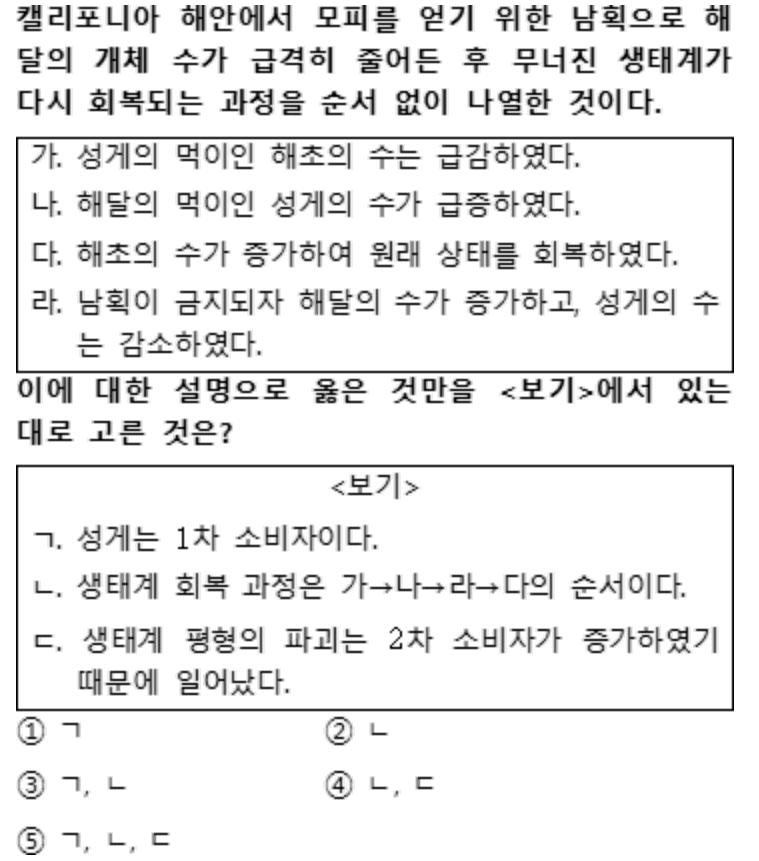 캘리포니아 해안에서 모피를 얻기 위한 남획으로 해
달의 개체 수가 급격히 줄어든 후 무너진 생태계가
다시 회복되는 과정을 순서 없이 나열한 것이다.
가. 성게의 먹이인 해초의 수는 급감하였다.
나. 해달의 먹이인 성게의 수가 급증하였다.
다. 해초의 수가 증가하여 원래 상태를 회복하였다.
라. 남획이 금지되자 해달의 수가 증가하고, 성게의 수
는 감소하였다.
이에 대한 설명으로 옳은 것만을 <보기>에서 있는
대로 고른 것은?
<보기>
ㄱ. 성게는 1차 소비자이다.
ㄴ. 생태계 회복 과정은 가→나→라→다의 순서이다.
ㄷ. 생태계 평형의 파괴는 2차 소비자가 증가하였기
때문에 일어났다.
① ㄱ ② ㄴ
③ ㄱ, ㄴ ④ ㄴ, ㄷ
⑤ ㄱ, ㄴ, ㄷ